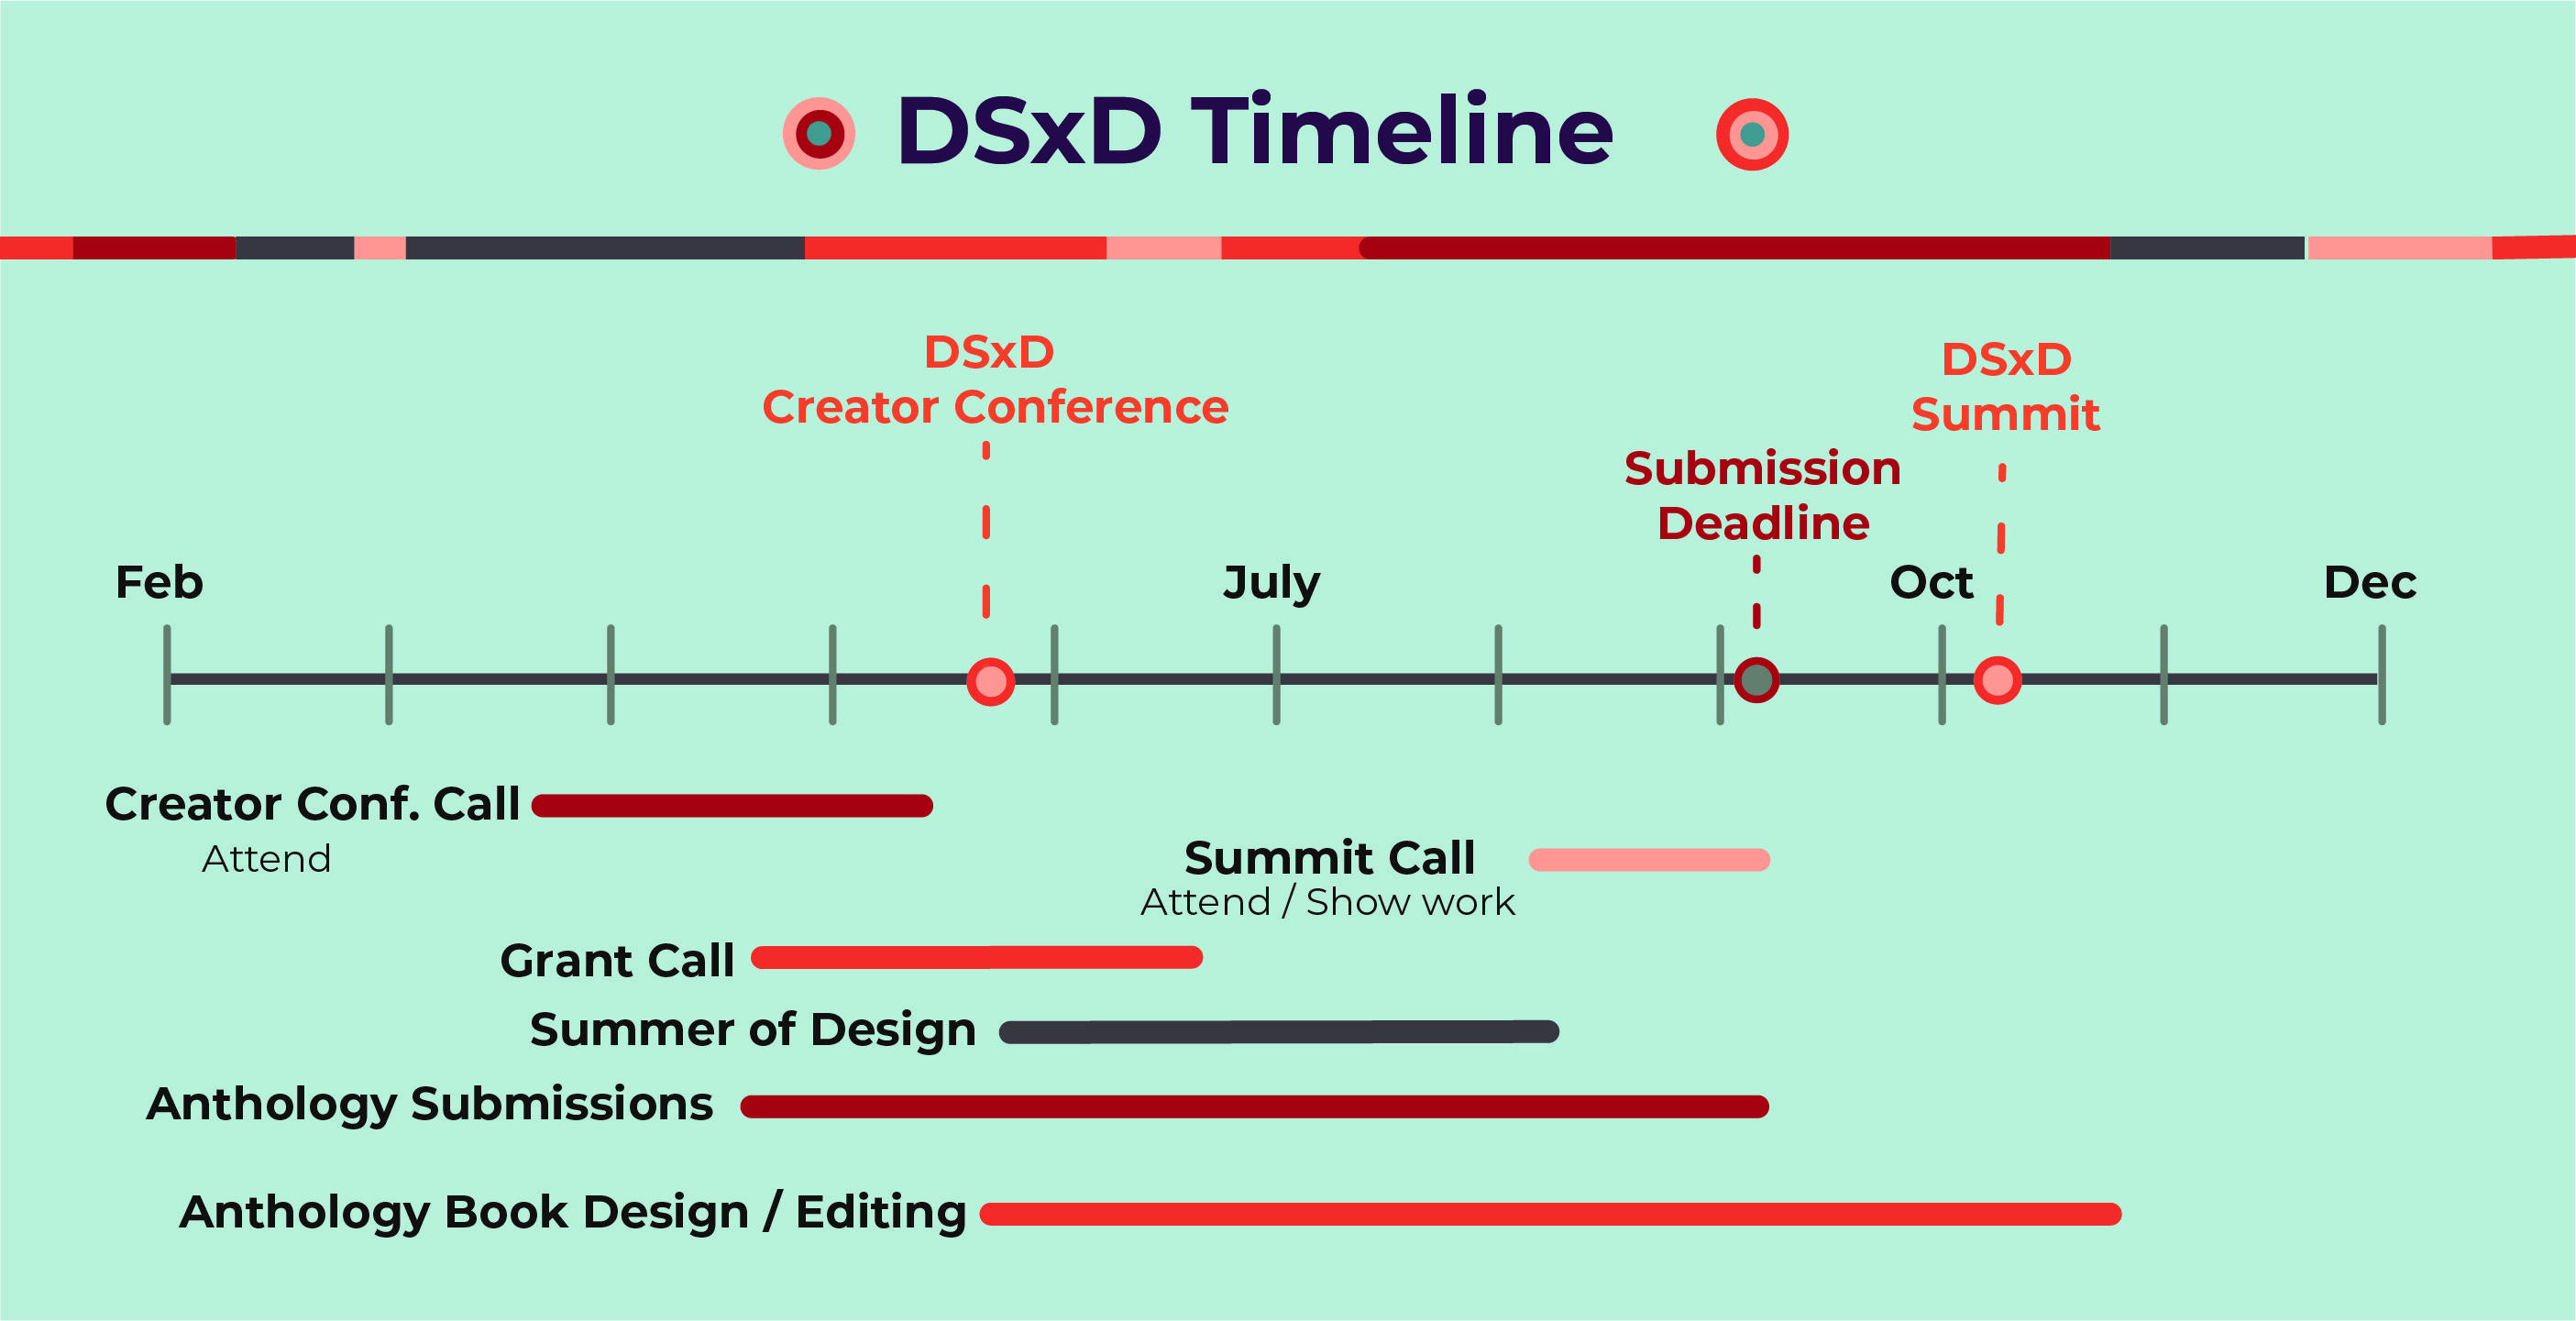 DSxD Timeline
DSxD
Creator Conference
DSxD
Summit
Submission
Deadline
Feb
July
Oct
Dec
Creator Conf. Call
Attend
Summit Call
Attend / Show work
Grant Call
Summer of Design
Anthology Submissions
Anthology Book Design / Editing